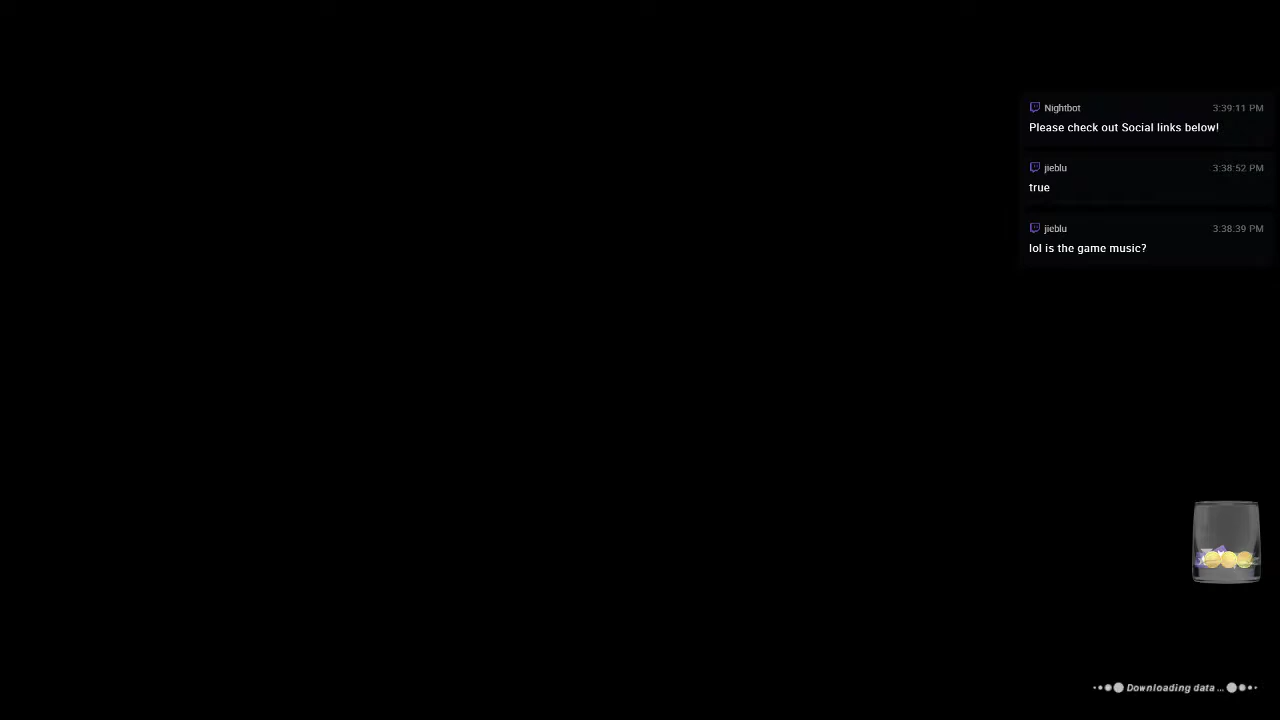 Nightbot 3:39:11 PM
Please check out Social links below!
jieblu 3:38:52 PM
true
jieblu 3:38:39 PM
lol is the game music?
Downloading data ...